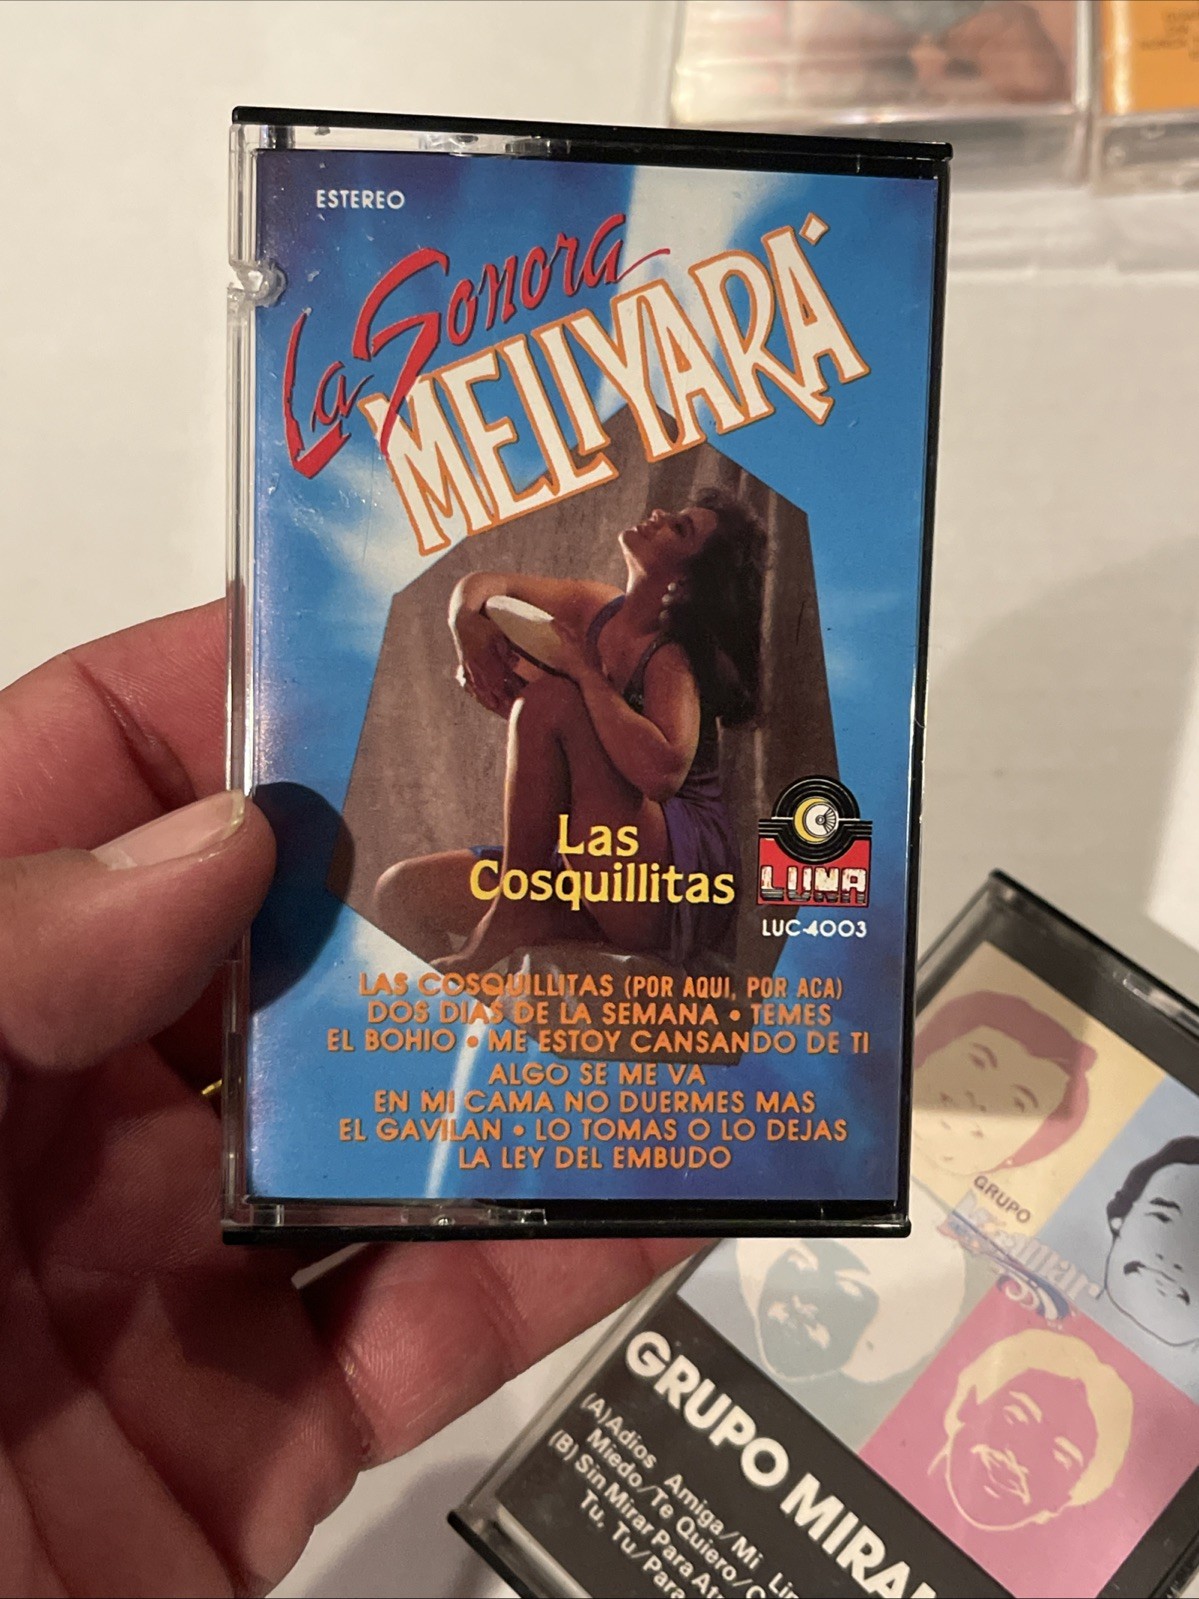 ESTEREO
La Sonora
MELIYARÁ
Las
Cosquillitas
LUNA
LUC-4003
LAS COSQUILLITAS (POR AQUI, POR ACA)
DOS DIAS DE LA SEMANA • TEMES
EL BOHIO • ME ESTOY CANSANDO DE TI
ALGO SE ME VA
EN MI CAMA NO DUERMES MAS
EL GAVILAN • LO TOMAS O LO DEJAS
LA LEY DEL EMBUDO
GRUPO
GRUPO
(A) Adios Amiga/Mi
Miedo/Te Quiero/
(B) Sin Mirar Para
Tu, Tu/Para